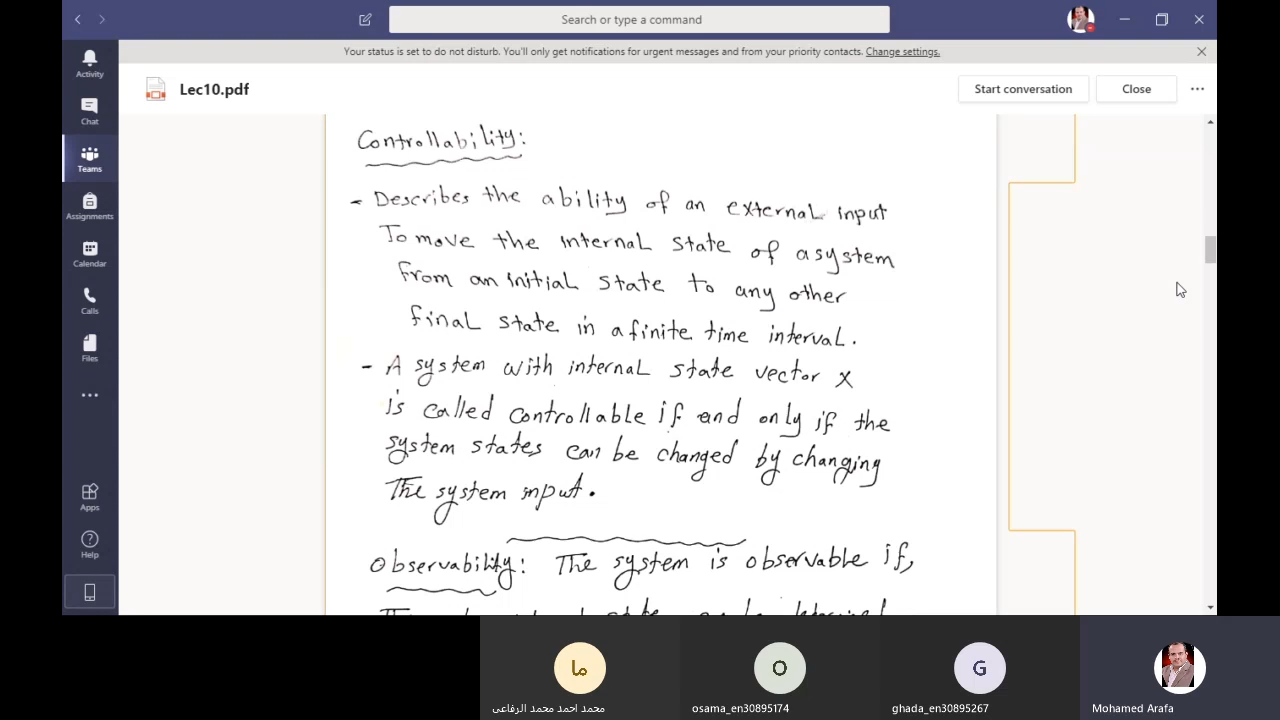 Search or type a command
Your status is set to do not disturb. You'll only get notifications for urgent messages and from your priority contacts. Change settings.
Activity
Chat
Teams
Assignments
Calendar
Calls
Files
Apps
Help
Lec10.pdf
Start conversation
Close
Controllability:
- Describes the ability of an external input
To move the internal state of a system
from an initial state to any other
final state in a finite time interval.
- A system with internal state vector x
is called controllable if and only if the
system states can be changed by changing
The system input.
Observability: The system is observable if,
ما
O
G
محمد احمد محمد الرفاعى
osama_en30895174
ghada_en30895267
Mohamed Arafa